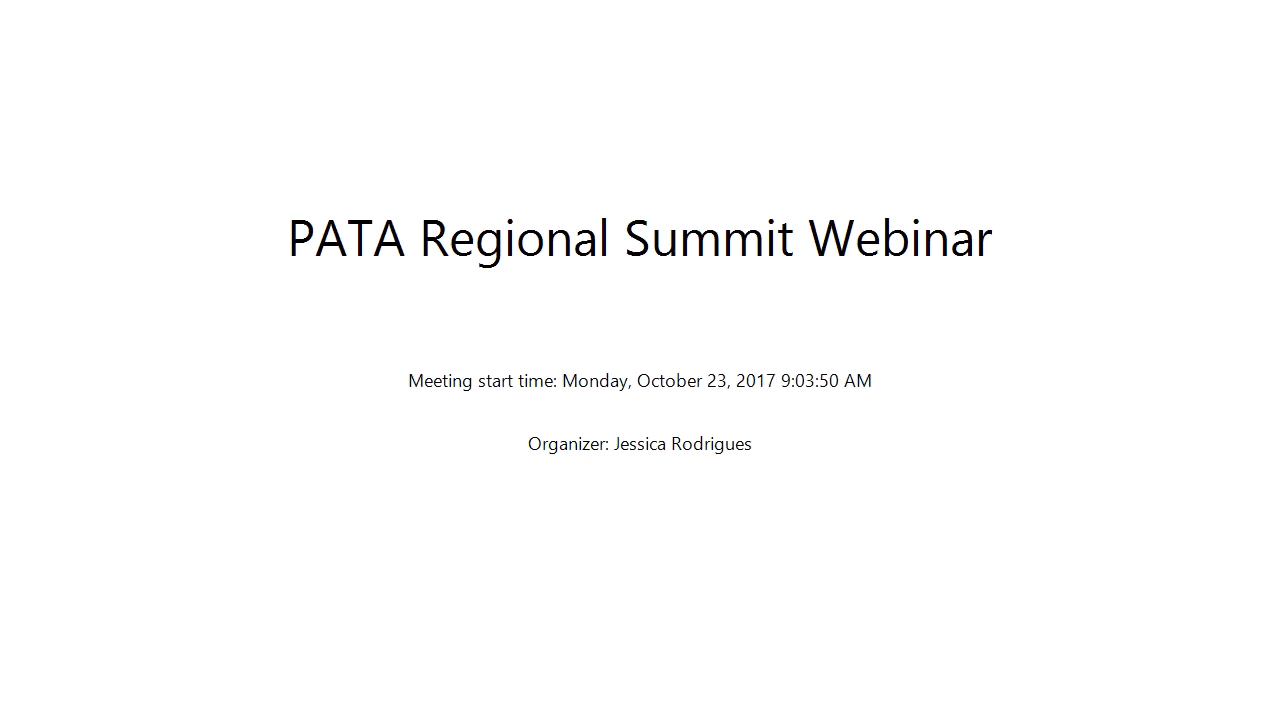 PATA Regional Summit Webinar
Meeting start time: Monday, October 23, 2017 9:03:50 AM
Organizer: Jessica Rodrigues